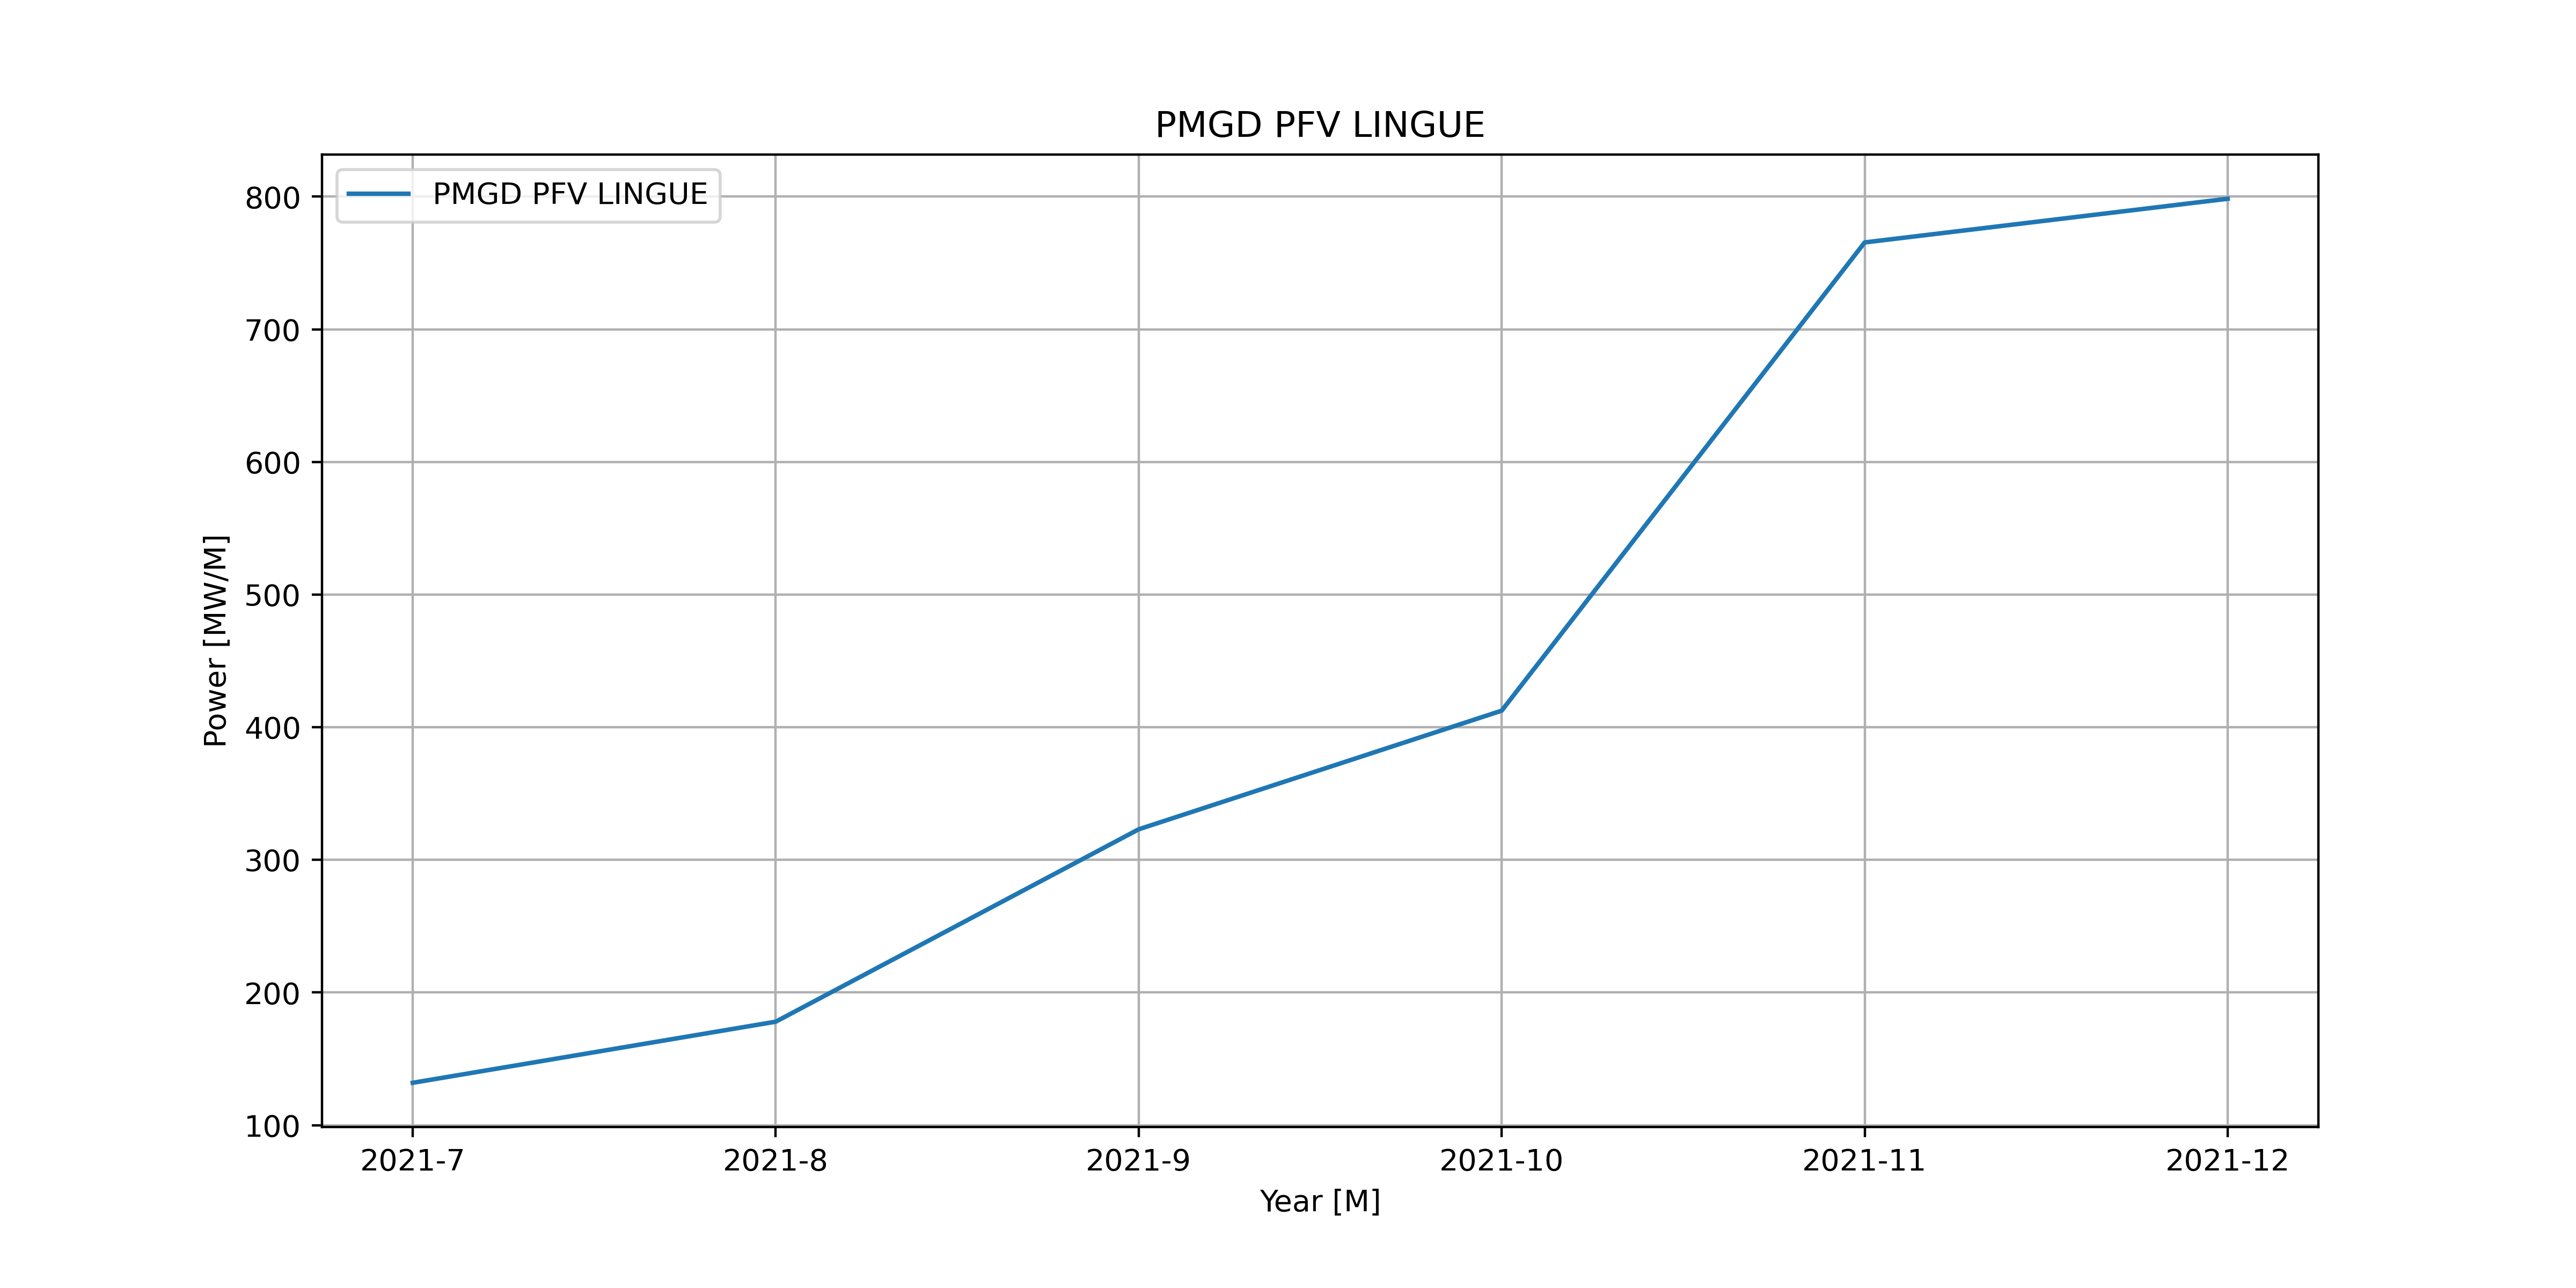 PMGD PFV LINGUE
PMGD PFV LINGUE
800
700
600
500
400
300
200
100
Power [MW/M]
2021-7 2021-8 2021-9 2021-10 2021-11 2021-12
Year [M]